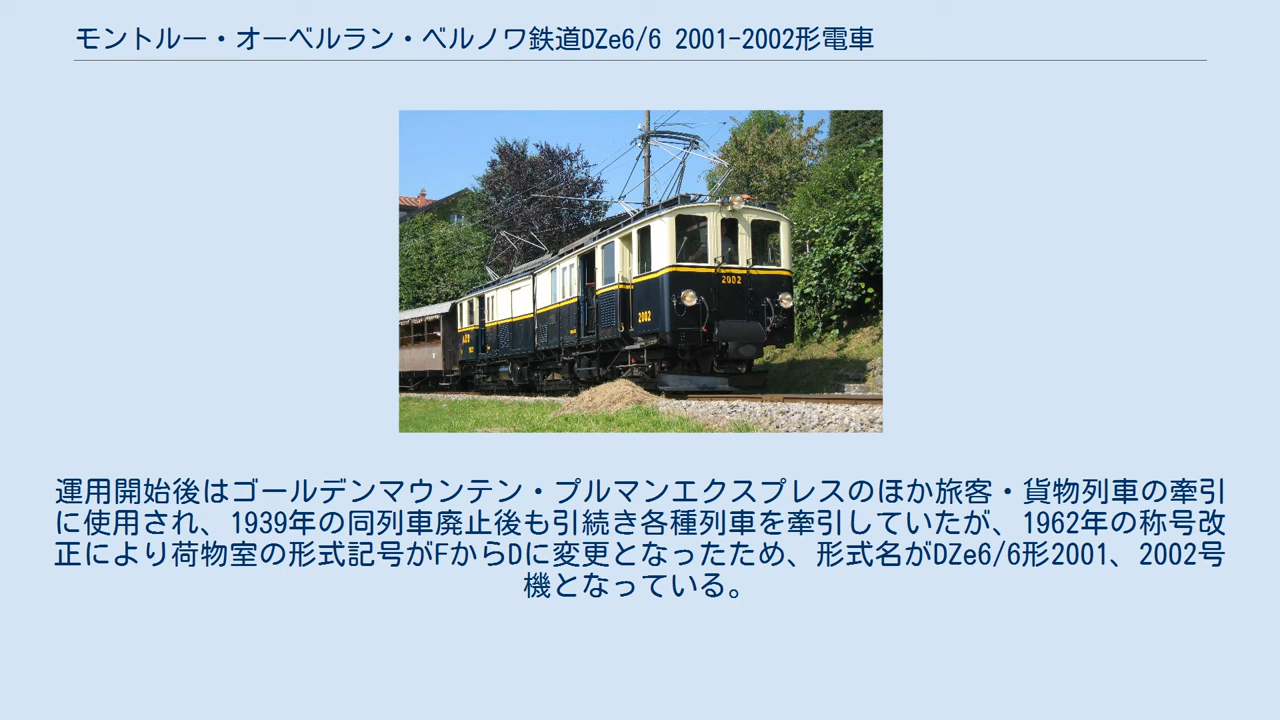 モントルー・オーベルラン・ベルノワ鉄道DZe6/6 2001-2002形電車
2002
2002
運用開始後はゴールデンマウンテン・プルマンエクスプレスのほか旅客・貨物列車の牽引
に使用され、1939年の同列車廃止後も引続き各種列車を牽引していたが、1962年の称号改
正により荷物室の形式記号がFからDに変更となったため、形式名がDZe6/6形2001、2002号
機となっている。